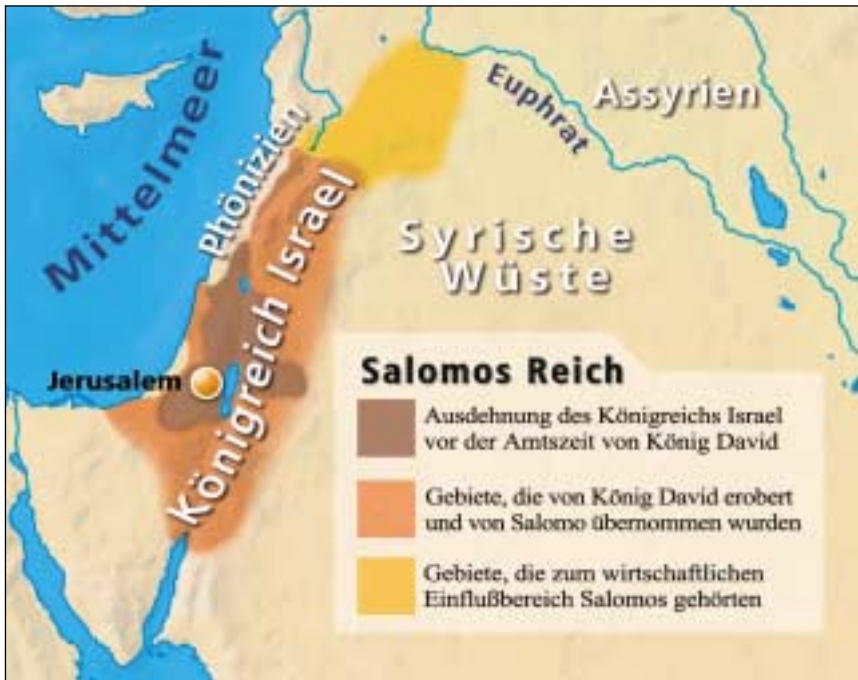 Mittelmeer
Phönizien
Königreich Israel
Euphrat
Assyrien
Syrische
Wüste
Jerusalem
Salomos Reich
Ausdehnung des Königreichs Israel
vor der Amtszeit von König David
Gebiete, die von König David erobert
und von Salomo übernommen wurden
Gebiete, die zum wirtschaftlichen
Einflußbereich Salomos gehörten